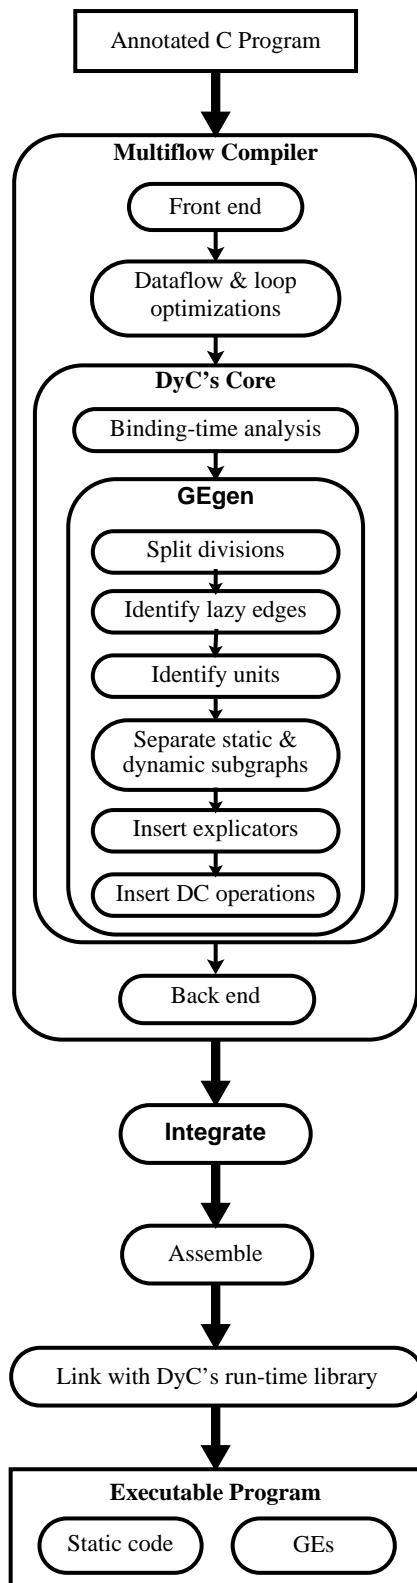 Annotated C Program
Multiflow Compiler
Front end
Dataflow & loop
optimizations
DyC's Core
Binding-time analysis
GEgen
Split divisions
Identify lazy edges
Identify units
Separate static &
dynamic subgraphs
Insert explicators
Insert DC operations
Back end
Integrate
Assemble
Link with DyC's run-time library
Executable Program
Static code GEs